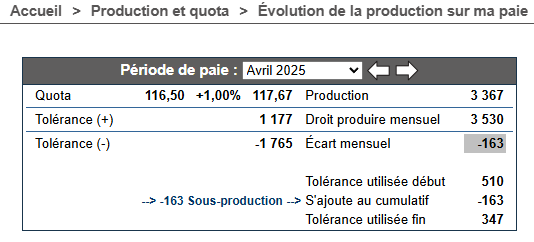 Accueil > Production et quota > Évolution de la production sur ma paie
Période de paie : Avril 2025
Quota 116,50 +1,00% 117,67 Production 3 367
Tolérance (+) 1 177 Droit produire mensuel 3 530
Tolérance (-) -1 765 Écart mensuel -163
Tolérance utilisée début 510
--> -163 Sous-production --> S'ajoute au cumulatif -163
Tolérance utilisée fin 347